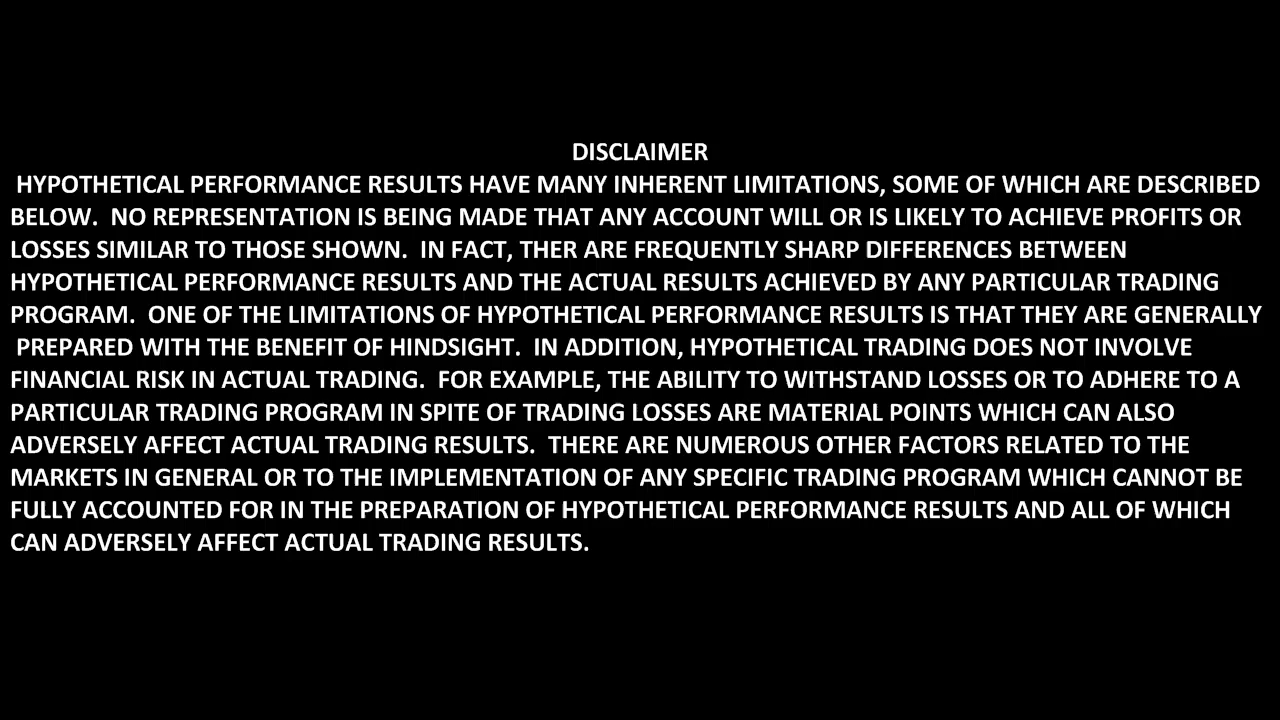 DISCLAIMER
HYPOTHETICAL PERFORMANCE RESULTS HAVE MANY INHERENT LIMITATIONS, SOME OF WHICH ARE DESCRIBED
BELOW.  NO REPRESENTATION IS BEING MADE THAT ANY ACCOUNT WILL OR IS LIKELY TO ACHIEVE PROFITS OR
LOSSES SIMILAR TO THOSE SHOWN.  IN FACT, THER ARE FREQUENTLY SHARP DIFFERENCES BETWEEN
HYPOTHETICAL PERFORMANCE RESULTS AND THE ACTUAL RESULTS ACHIEVED BY ANY PARTICULAR TRADING
PROGRAM.  ONE OF THE LIMITATIONS OF HYPOTHETICAL PERFORMANCE RESULTS IS THAT THEY ARE GENERALLY
PREPARED WITH THE BENEFIT OF HINDSIGHT.  IN ADDITION, HYPOTHETICAL TRADING DOES NOT INVOLVE
FINANCIAL RISK IN ACTUAL TRADING.  FOR EXAMPLE, THE ABILITY TO WITHSTAND LOSSES OR TO ADHERE TO A
PARTICULAR TRADING PROGRAM IN SPITE OF TRADING LOSSES ARE MATERIAL POINTS WHICH CAN ALSO
ADVERSELY AFFECT ACTUAL TRADING RESULTS.  THERE ARE NUMEROUS OTHER FACTORS RELATED TO THE
MARKETS IN GENERAL OR TO THE IMPLEMENTATION OF ANY SPECIFIC TRADING PROGRAM WHICH CANNOT BE
FULLY ACCOUNTED FOR IN THE PREPARATION OF HYPOTHETICAL PERFORMANCE RESULTS AND ALL OF WHICH
CAN ADVERSELY AFFECT ACTUAL TRADING RESULTS.